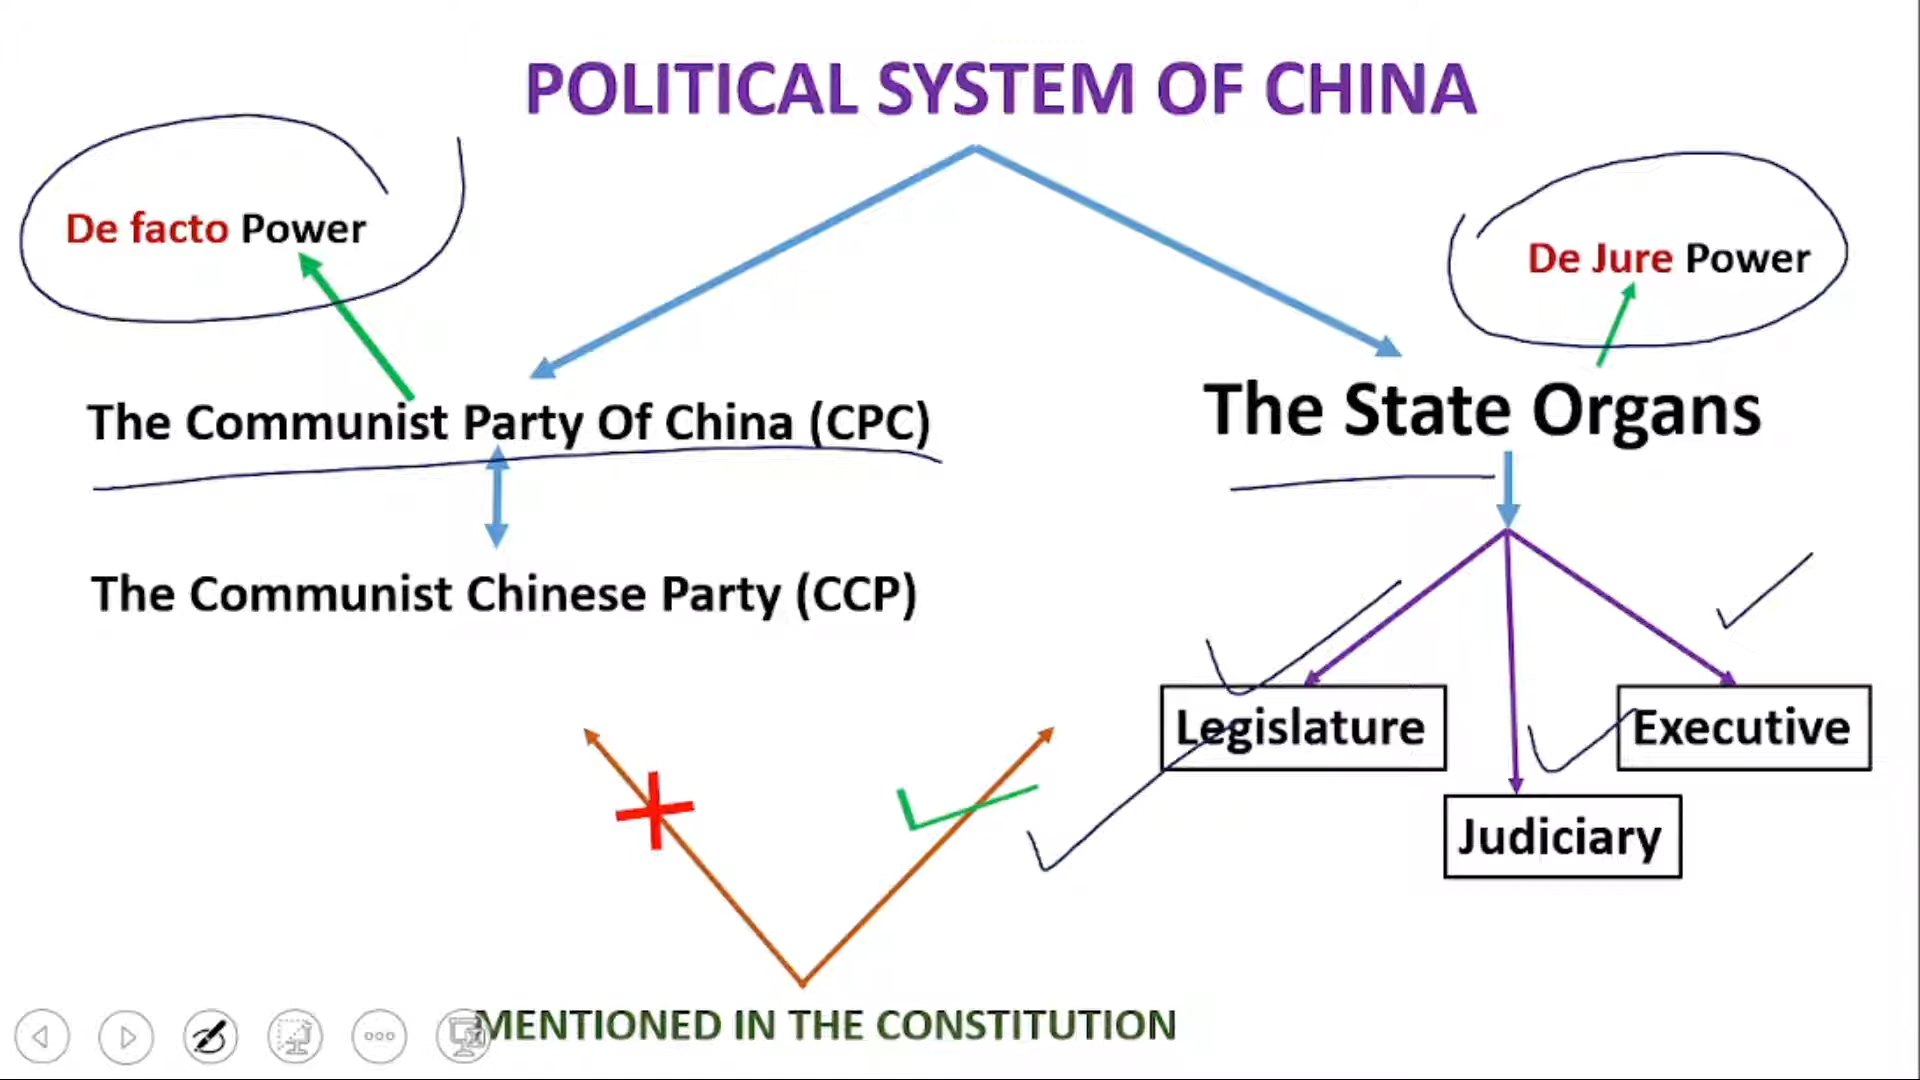 POLITICAL SYSTEM OF CHINA
De facto Power
De Jure Power
The Communist Party Of China (CPC)
The State Organs
The Communist Chinese Party (CCP)
Legislature
Executive
Judiciary
MENTIONED IN THE CONSTITUTION